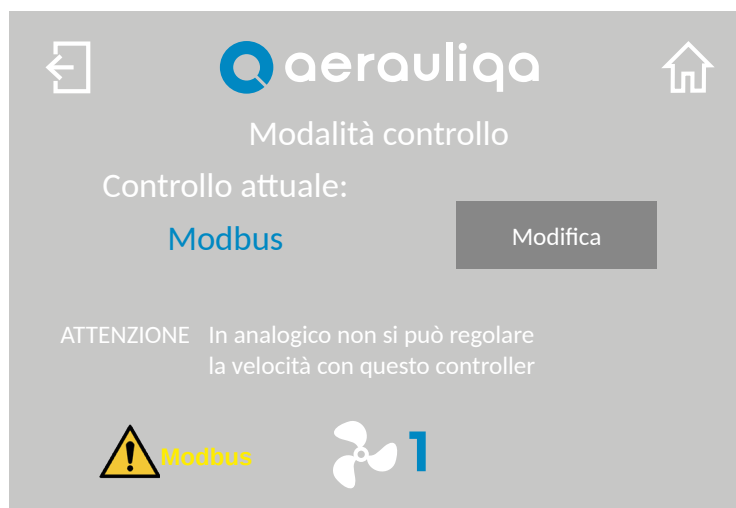 aerauliqa
Modalità controllo
Controllo attuale:
Modbus
Modifica
ATTENZIONE In analogico non si può regolare
la velocità con questo controller
Modbus
1